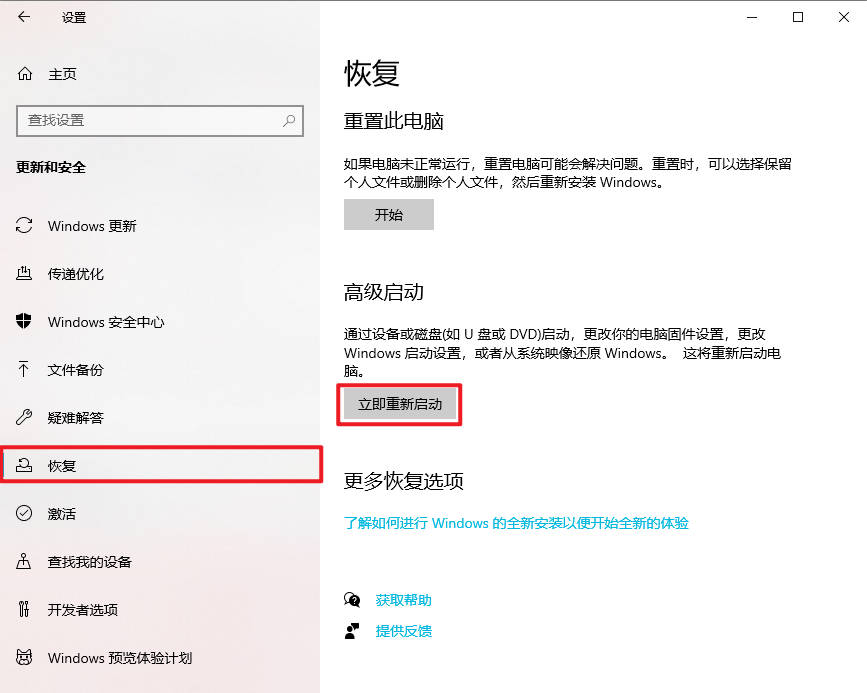 设置
主页
查找设置
更新和安全
Windows 更新
传递优化
Windows 安全中心
文件备份
疑难解答
恢复
激活
查找我的设备
开发者选项
Windows 预览体验计划
恢复
重置此电脑
如果电脑未正常运行，重置电脑可能会解决问题。重置时，可以选择保留
个人文件或删除个人文件，然后重新安装 Windows。
开始
高级启动
通过设备或磁盘(如 U 盘或 DVD)启动，更改你的电脑固件设置，更改
Windows 启动设置，或者从系统映像还原 Windows。 这将重新启动电
脑。
立即重新启动
更多恢复选项
了解如何进行 Windows 的全新安装以便开始全新的体验
获取帮助
提供反馈